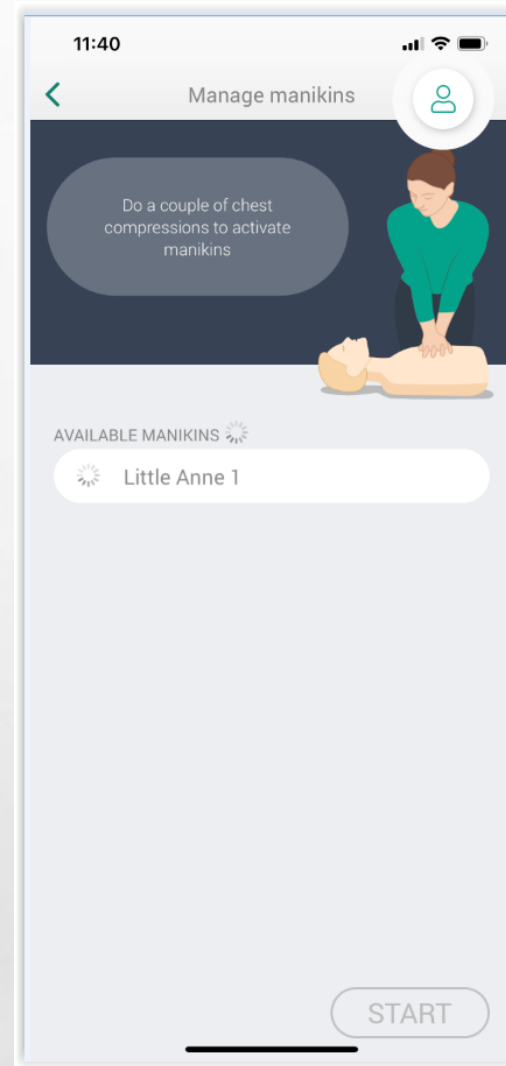 11:40
Manage manikins
Do a couple of chest
compressions to activate
manikins
AVAILABLE MANIKINS
Little Anne 1
START